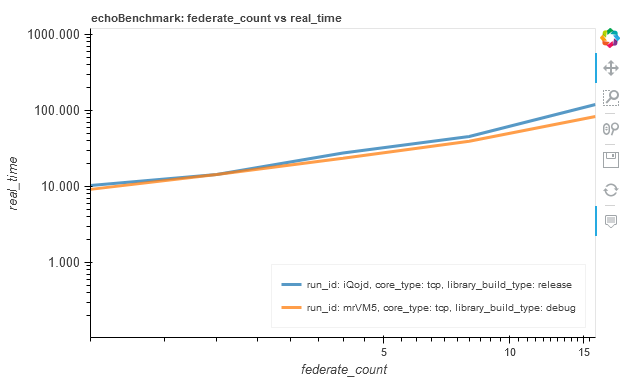 echoBenchmark: federate_count vs real_time
1000.000
100.000
10.000
1.000
real_time
run_id: iQojd, core_type: tcp, library_build_type: release
run_id: mrVM5, core_type: tcp, library_build_type: debug
5
10
15
federate_count